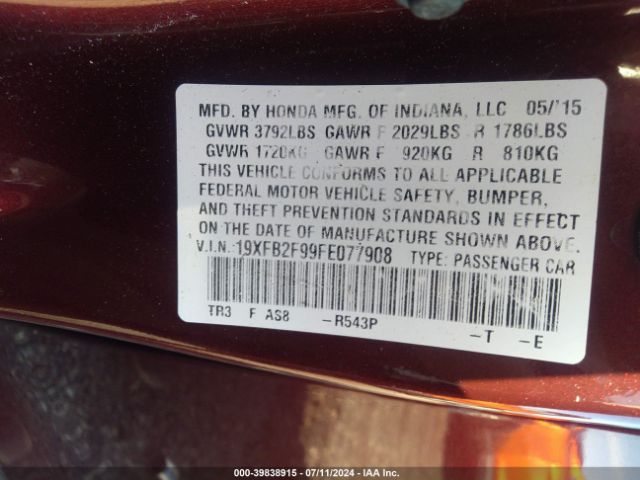 MFD. BY HONDA MFG. OF INDIANA, LLC 05/'15
GVWR 3792LBS GAWR F 2029LBS R 1786LBS
GVWR 1720KG GAWR F 920KG R 810KG
THIS VEHICLE CONFORMS TO ALL APPLICABLE
FEDERAL MOTOR VEHICLE SAFETY, BUMPER,
AND THEFT PREVENTION STANDARDS IN EFFECT
ON THE DATE OF MANUFACTURE SHOWN ABOVE.
V.I.N.:19XFB2F99FE077908 TYPE: PASSENGER CAR
TR3 F AS8 –R543P –T –E
000-39838915 - 07/11/2024 - IAA Inc.